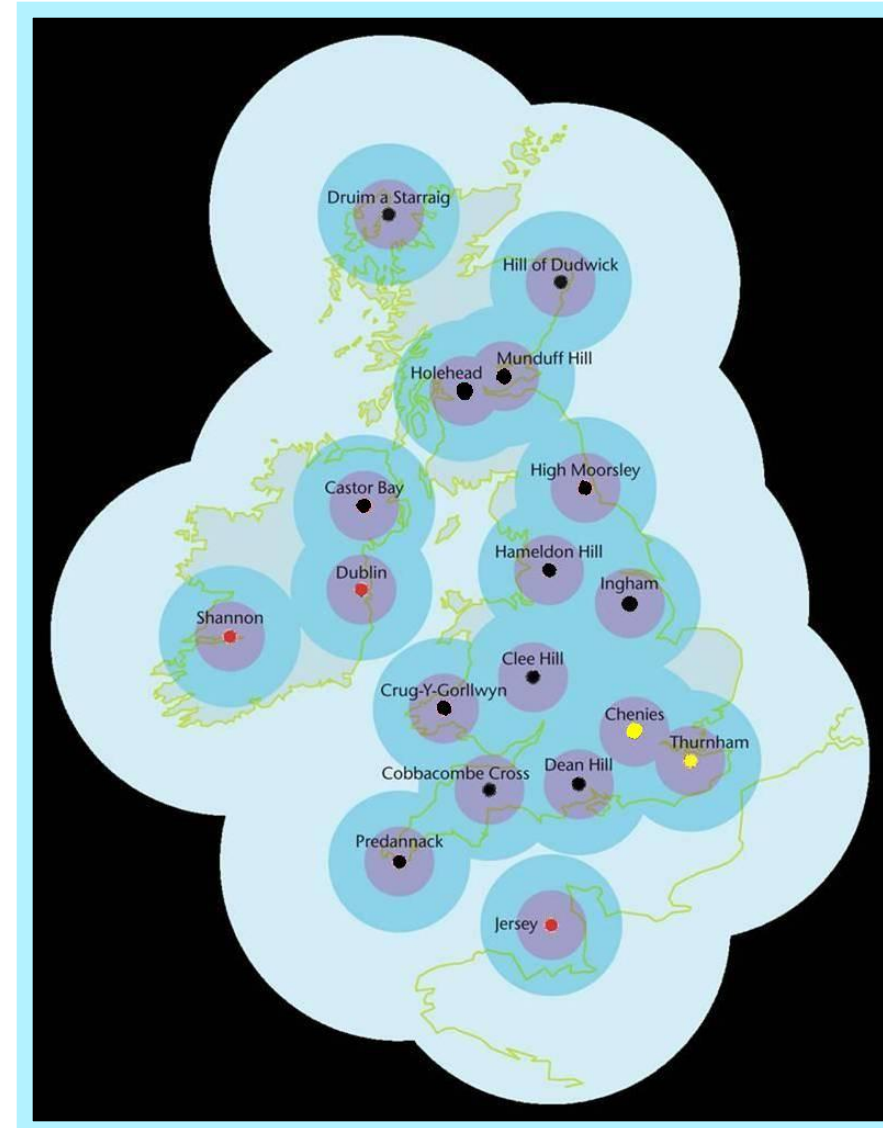 Druim a Starraig
Hill of Dudwick
Munduff Hill
Holehead
High Moorsley
Castor Bay
Hameldon Hill
Dublin
Ingham
Shannon
Clee Hill
Crug-Y-Gorllwyn
Chenies
Thurnham
Dean Hill
Cobbacombe Cross
Predannack
Jersey